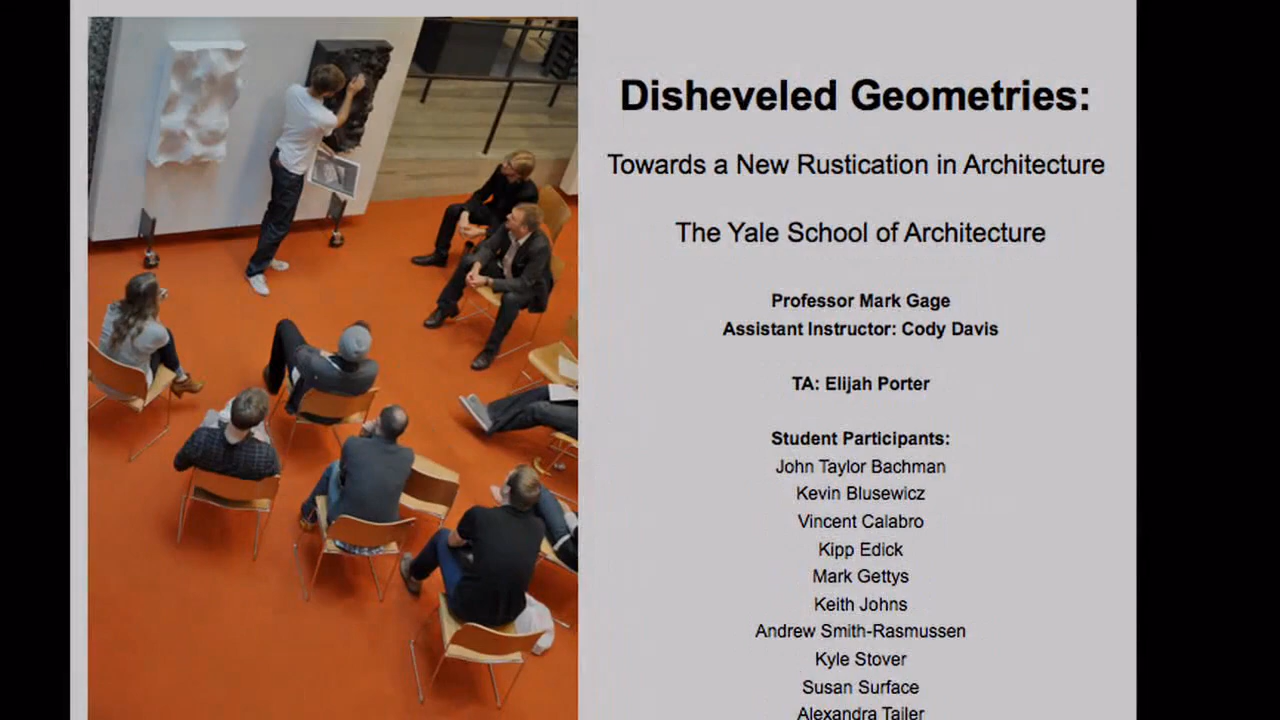 Disheveled Geometries:
Towards a New Rustication in Architecture
The Yale School of Architecture
Professor Mark Gage
Assistant Instructor: Cody Davis
TA: Elijah Porter
Student Participants:
John Taylor Bachman
Kevin Blusewicz
Vincent Calabro
Kipp Edick
Mark Gettys
Keith Johns
Andrew Smith-Rasmussen
Kyle Stover
Susan Surface
Alexandra Tailer